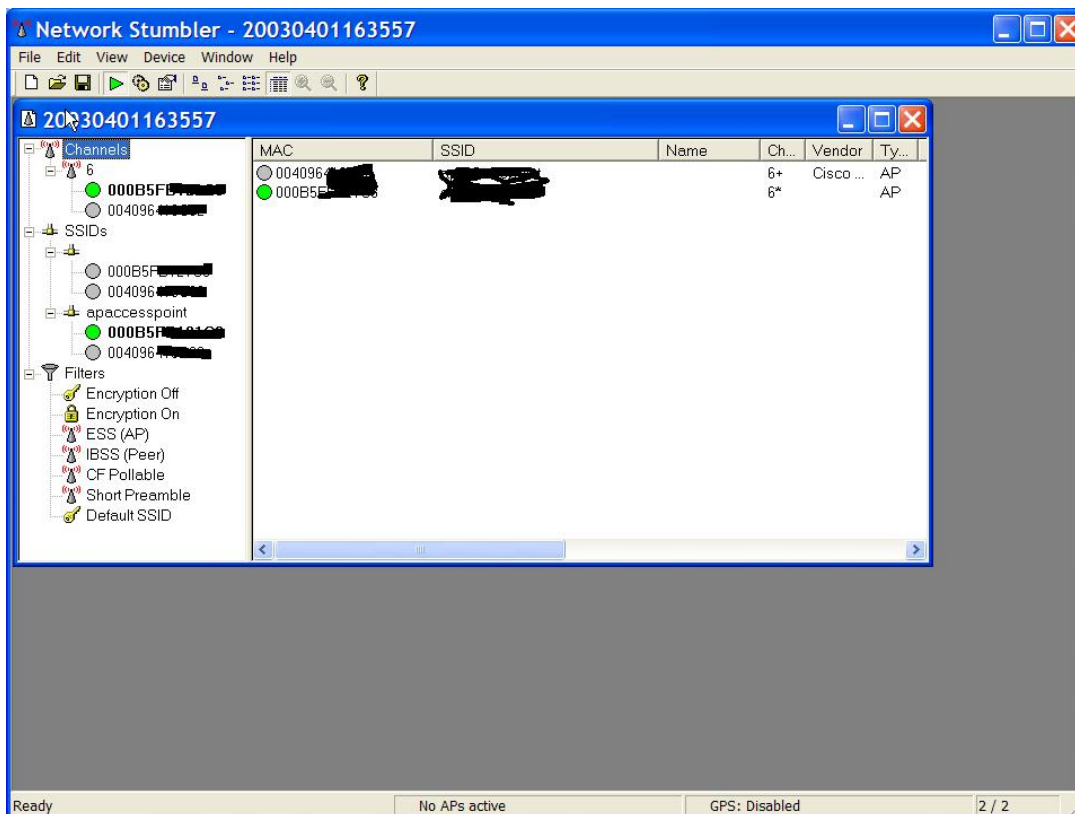 Network Stumbler - 20030401163557
File Edit View Device Window Help
20030401163557
Channels
6
000B5FB
004096
SSIDs
000B5F
004096
apaccesspoint
000B5F
004096
Filters
Encryption Off
Encryption On
ESS (AP)
IBSS (Peer)
CF Pollable
Short Preamble
Default SSID
MAC SSID Name Ch... Vendor Ty...
004096 6+ Cisco ... AP
000B5F 6* AP
Ready No APs active GPS: Disabled 2 / 2